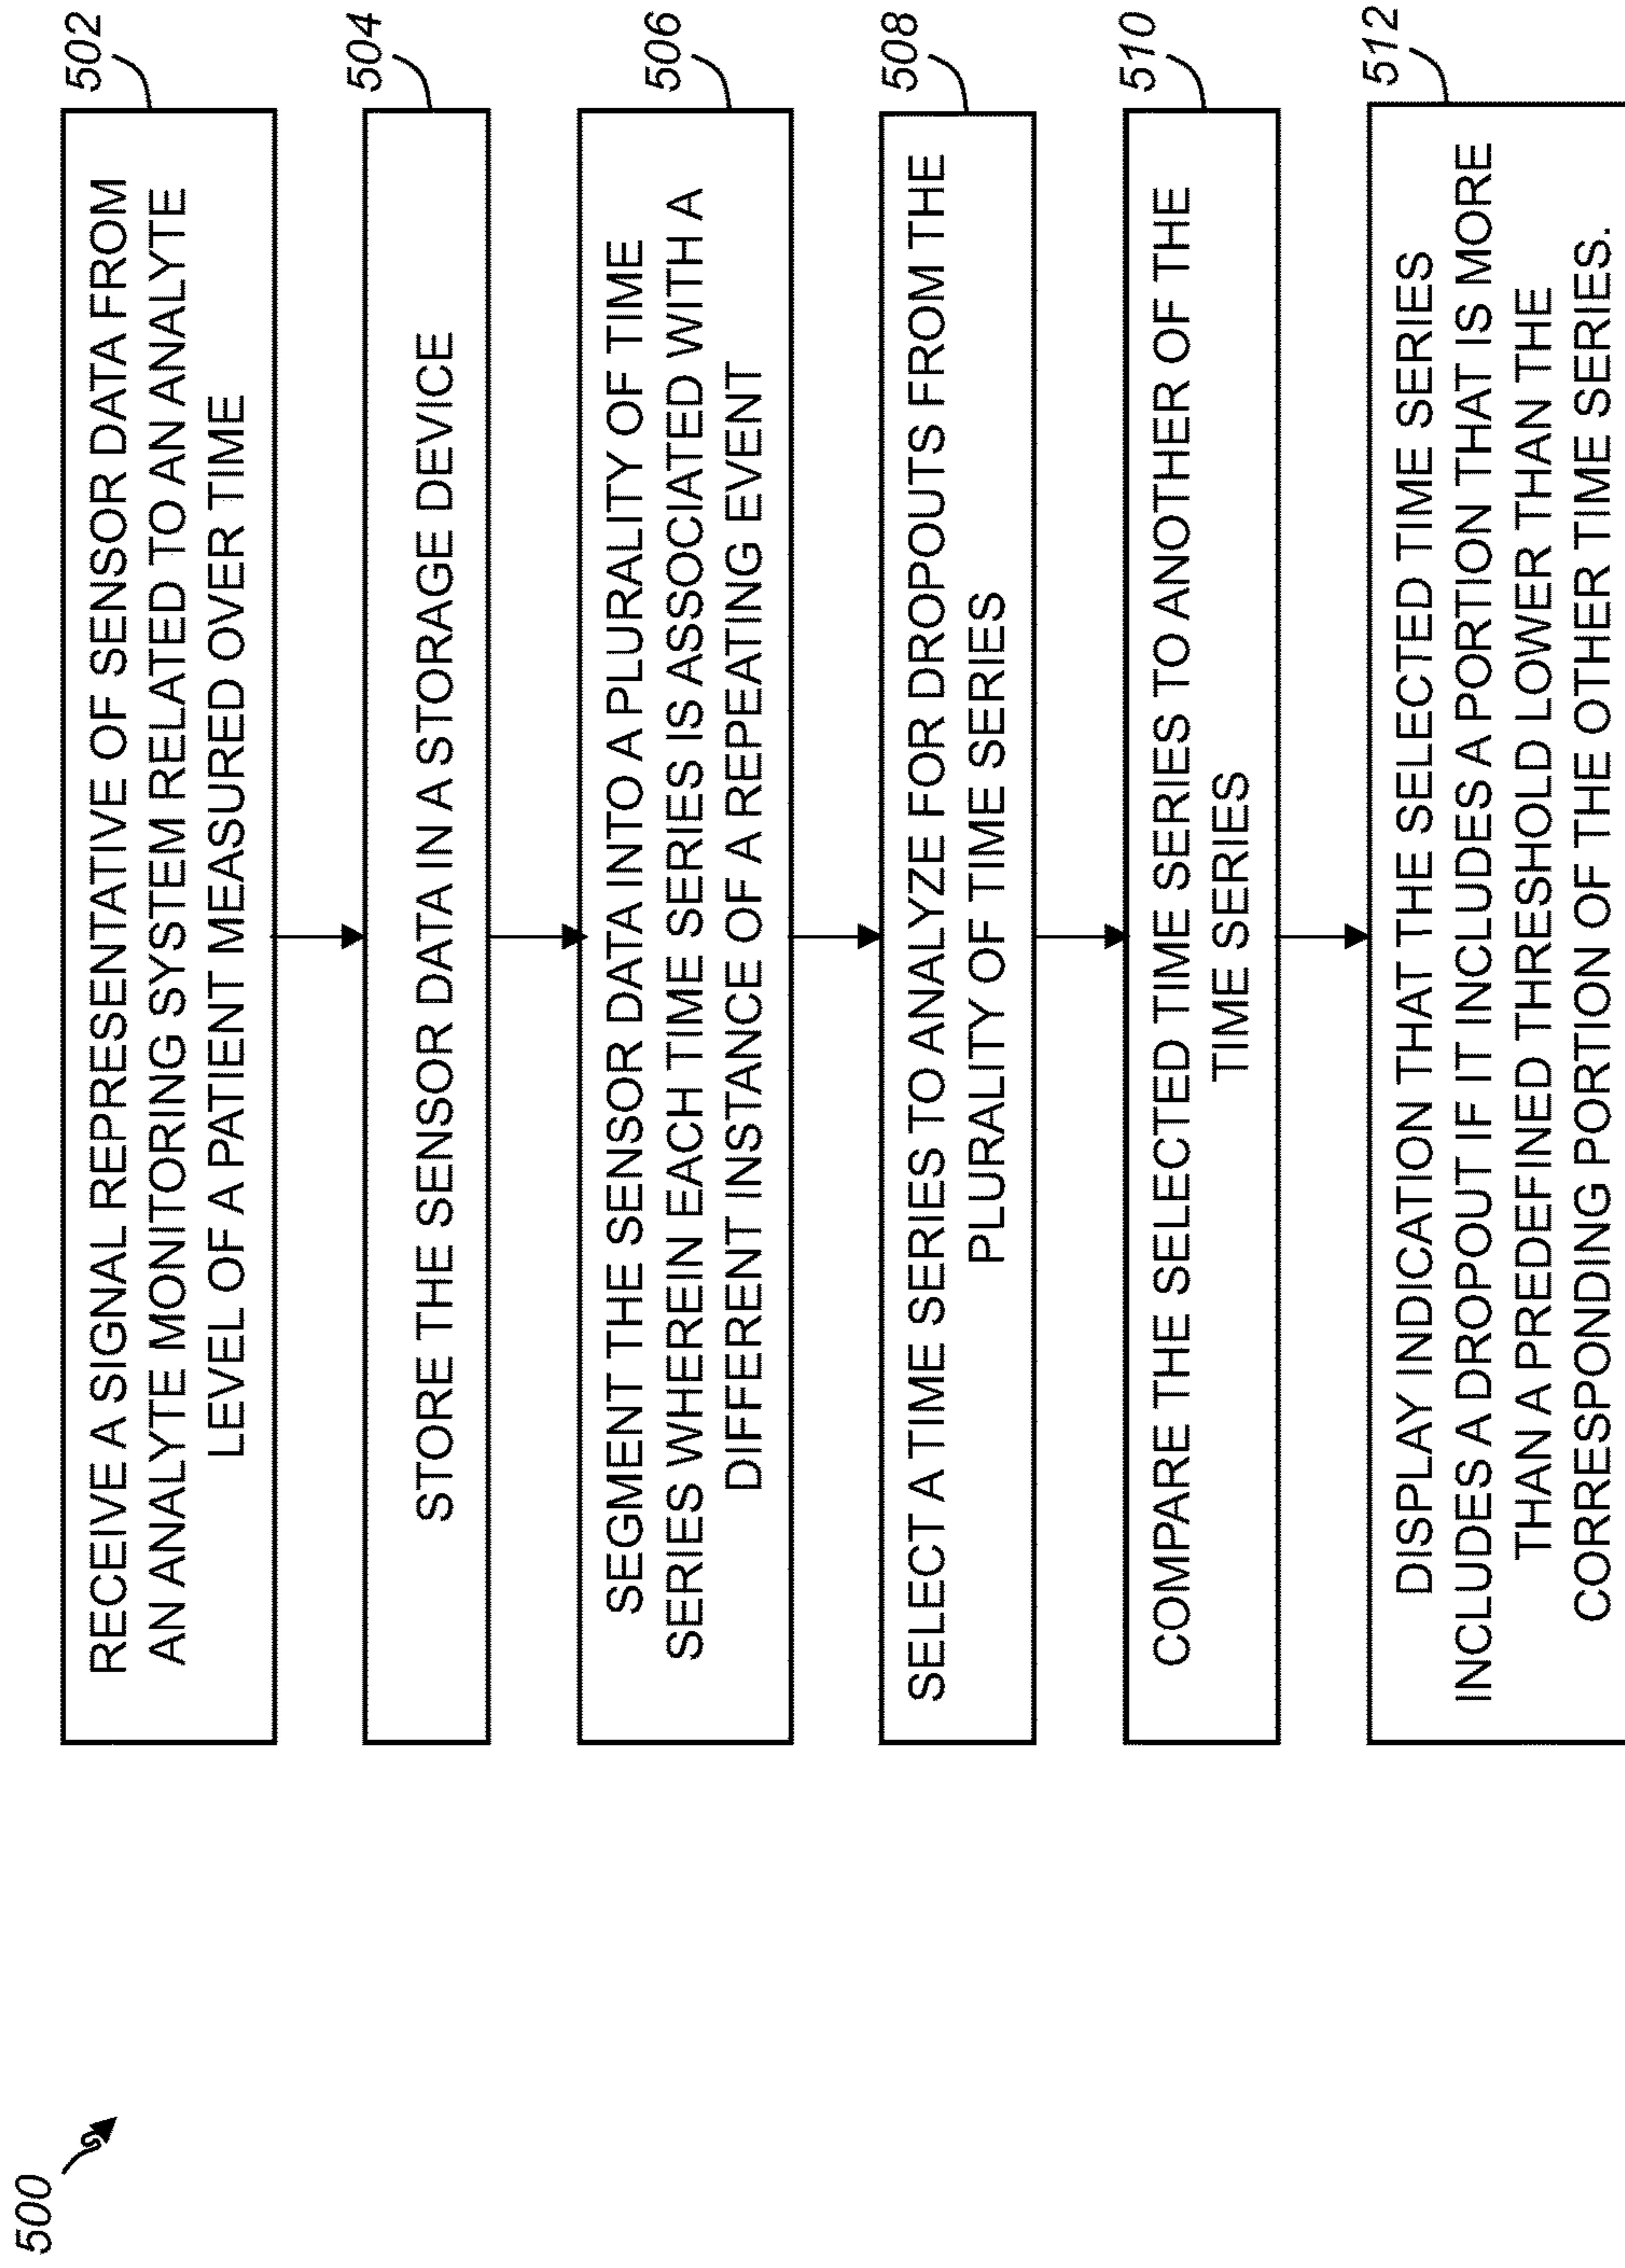 500
502
RECEIVE A SIGNAL REPRESENTATIVE OF SENSOR DATA FROM
AN ANALYTE MONITORING SYSTEM RELATED TO AN ANALYTE
LEVEL OF A PATIENT MEASURED OVER TIME
504
STORE THE SENSOR DATA IN A STORAGE DEVICE
506
SEGMENT THE SENSOR DATA INTO A PLURALITY OF TIME
SERIES WHEREIN EACH TIME SERIES IS ASSOCIATED WITH A
DIFFERENT INSTANCE OF A REPEATING EVENT
508
SELECT A TIME SERIES TO ANALYZE FOR DROPOUTS FROM THE
PLURALITY OF TIME SERIES
510
COMPARE THE SELECTED TIME SERIES TO ANOTHER OF THE
TIME SERIES
512
DISPLAY INDICATION THAT THE SELECTED TIME SERIES
INCLUDES A DROPOUT IF IT INCLUDES A PORTION THAT IS MORE
THAN A PREDEFINED THRESHOLD LOWER THAN THE
CORRESPONDING PORTION OF THE OTHER TIME SERIES.